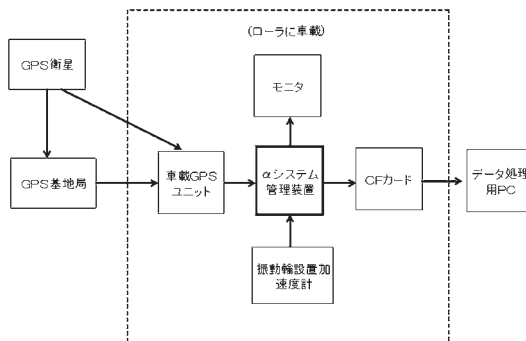 (ローラに車載)
GPS衛星
モニタ
GPS基地局
車載GPS
ユニット
αシステム
管理装置
CFカード
データ処理
用PC
振動輪設置加
速度計